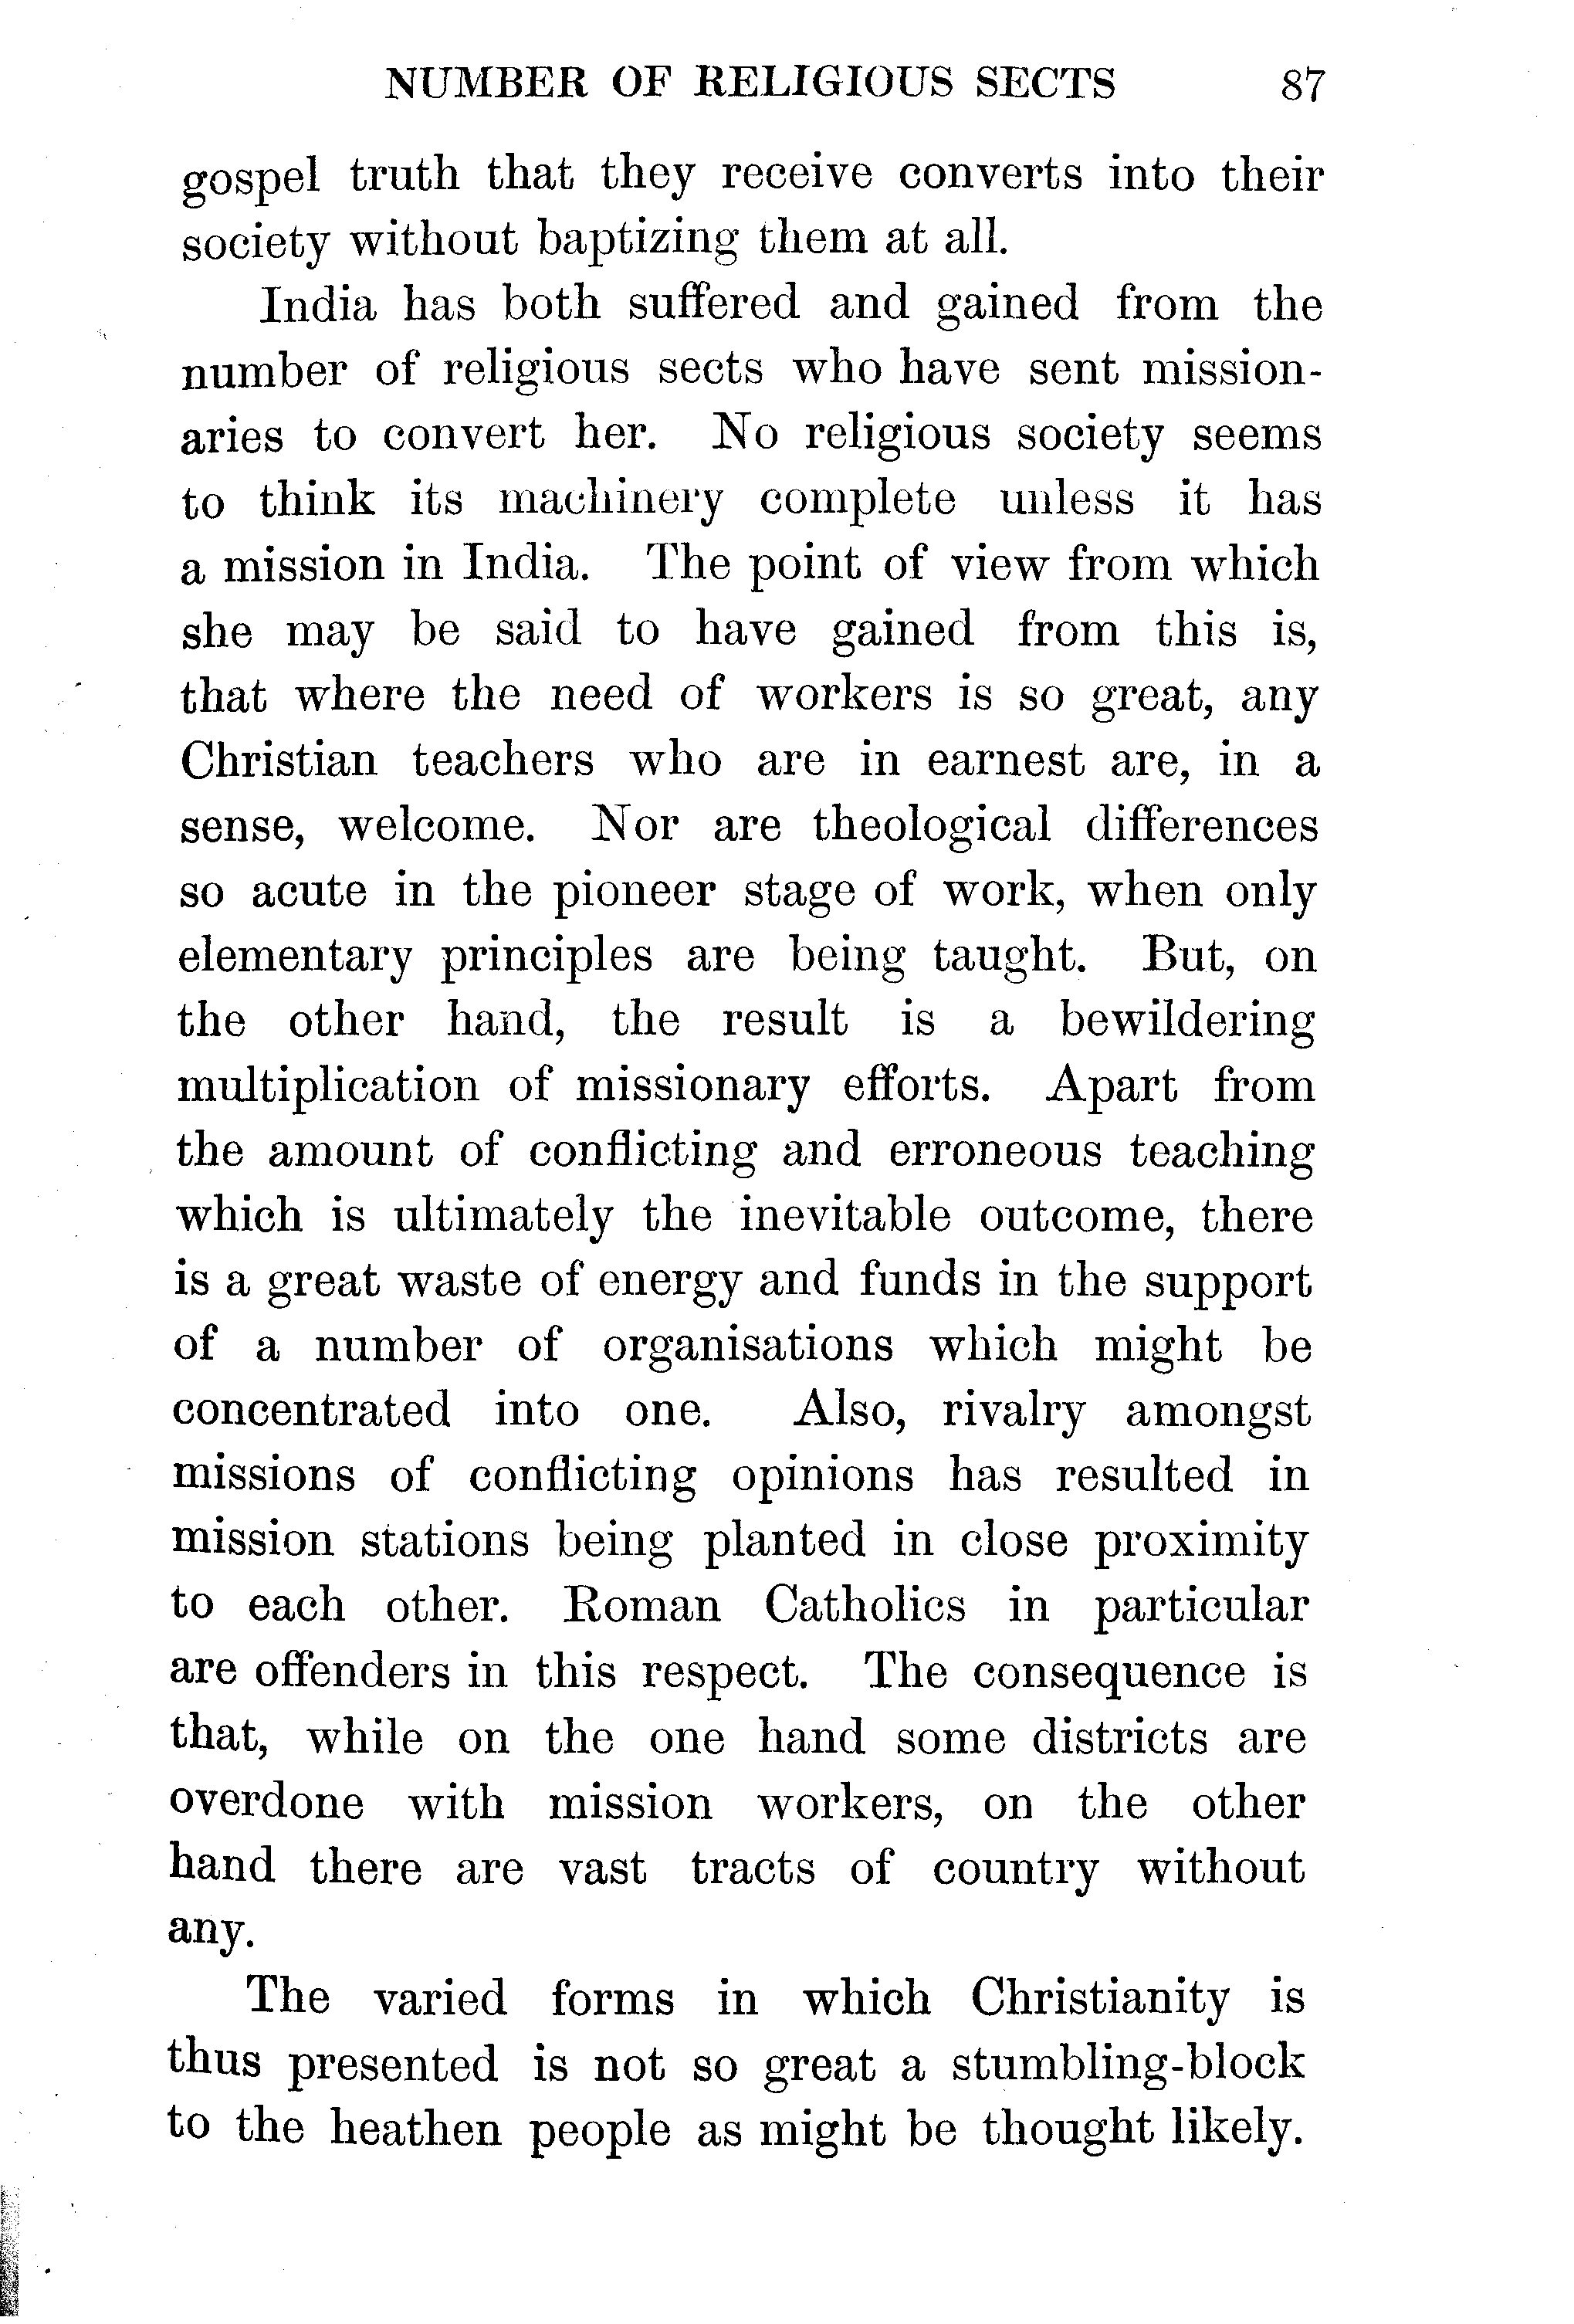 NUMBER OF RELIGIOUS SECTS 87
gospel truth that they receive converts into their
society without baptizing them at all.
India has both suffered and gained from the
number of religious sects who have sent mission-
aries to convert her. No religious society seems
to think its machinery complete unless it has
a mission in India. The point of view from which
she may be said to have gained from this is,
that where the need of workers is so great, any
Christian teachers who are in earnest are, in a
sense, welcome. Nor are theological differences
so acute in the pioneer stage of work, when only
elementary principles are being taught. But, on
the other hand, the result is a bewildering
multiplication of missionary efforts. Apart from
the amount of conflicting and erroneous teaching
which is ultimately the inevitable outcome, there
is a great waste of energy and funds in the support
of a number of organisations which might be
concentrated into one. Also, rivalry amongst
missions of conflicting opinions has resulted in
mission stations being planted in close proximity
to each other. Roman Catholics in particular
are offenders in this respect. The consequence is
that, while on the one hand some districts are
overdone with mission workers, on the other
hand there are vast tracts of country without
any.
The varied forms in which Christianity is
thus presented is not so great a stumbling-block
to the heathen people as might be thought likely.